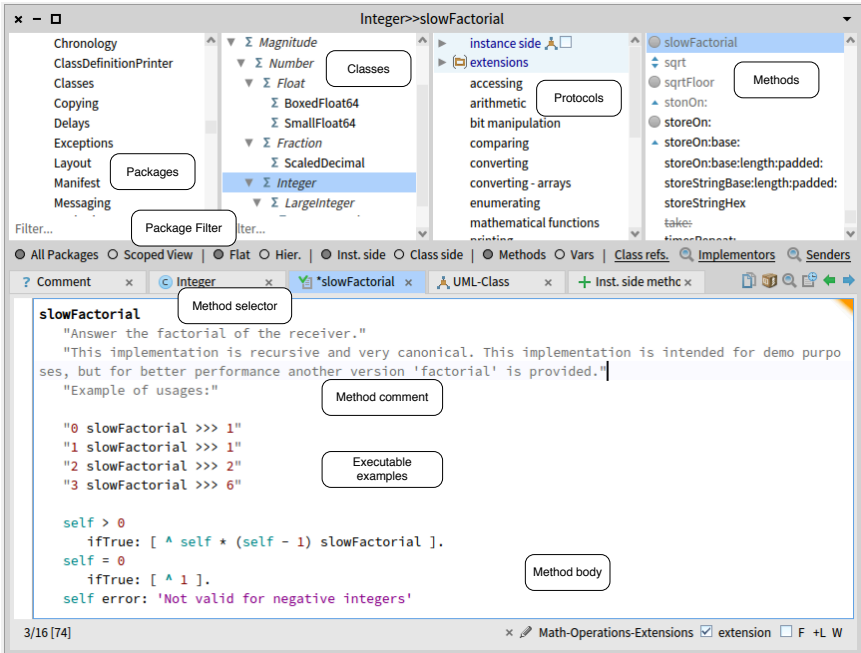 Integer>>slowFactorial
Chronology
ClassDefinitionPrinter
Classes
Copying
Delays
Exceptions
Layout
Manifest
Messaging
Filter...
Packages
Package Filter
Σ Magnitude
Σ Number
Σ Float
Σ BoxedFloat64
Σ SmallFloat64
Σ Fraction
Σ ScaledDecimal
Σ Integer
Σ LargeInteger
lter...
Classes
instance side
extensions
accessing
arithmetic
bit manipulation
comparing
converting
converting - arrays
enumerating
mathematical functions
printing
Protocols
slowFactorial
sqrt
sqrtFloor
stonOn:
storeOn:
storeOn:base:
storeOn:base:length:padded:
storeStringBase:length:padded:
storeStringHex
take:
timesRepeat:
Methods
All Packages Scoped View | Flat Hier. | Inst. side Class side | Methods Vars | Class refs. Implementors Senders
? Comment × C Integer × Y *slowFactorial × UML-Class × Inst. side methc ×
Method selector
slowFactorial
"Answer the factorial of the receiver."
"This implementation is recursive and very canonical. This implementation is intended for demo purpo
ses, but for better performance another version 'factorial' is provided."
"Example of usages:"
Method comment
"0 slowFactorial >>> 1"
"1 slowFactorial >>> 1"
"2 slowFactorial >>> 2"
"3 slowFactorial >>> 6"
Executable
examples
self > 0
ifTrue: [ ^ self * (self - 1) slowFactorial ].
self = 0
ifTrue: [ ^ 1 ].
self error: 'Not valid for negative integers'
Method body
3/16 [74]
× Math-Operations-Extensions extension F +L W